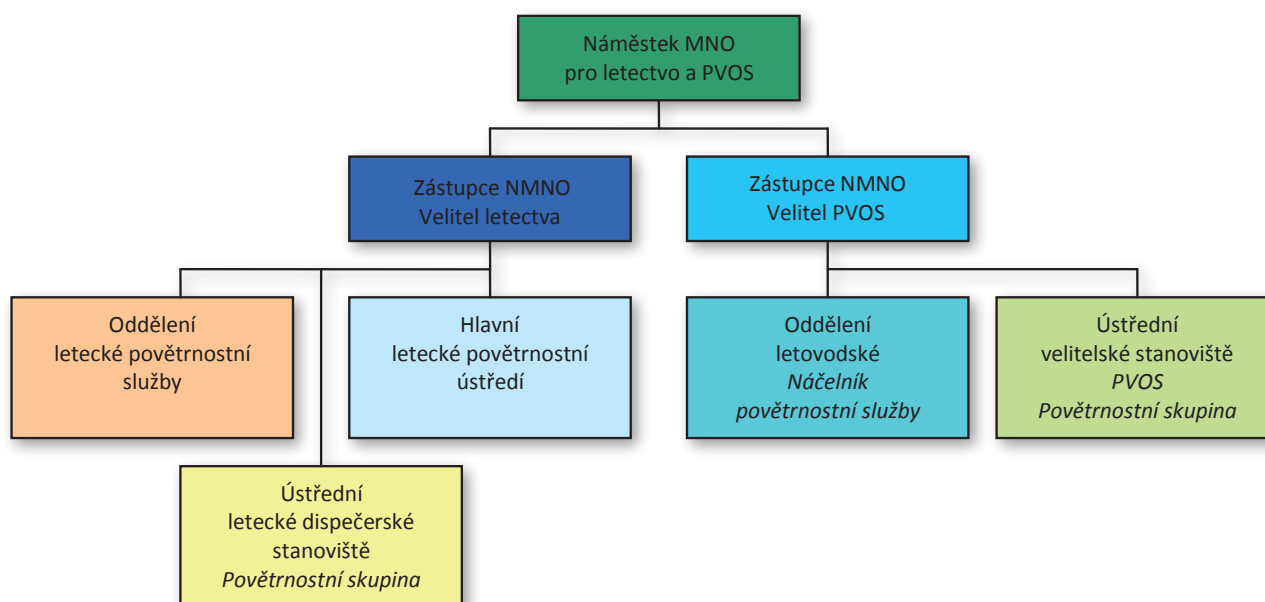 Náměstek MNO
pro letectvo a PVOS
Zástupce NMNO
Velitel letectva
Zástupce NMNO
Velitel PVOS
Oddělení
letecké povětrnostní
služby
Hlavní
letecké povětrnostní
ústředí
Oddělení
letovodské
Náčelník
povětrnostní služby
Ústřední
velitelské stanoviště
PVOS
Povětrnostní skupina
Ústřední
letecké dispečerské
stanoviště
Povětrnostní skupina